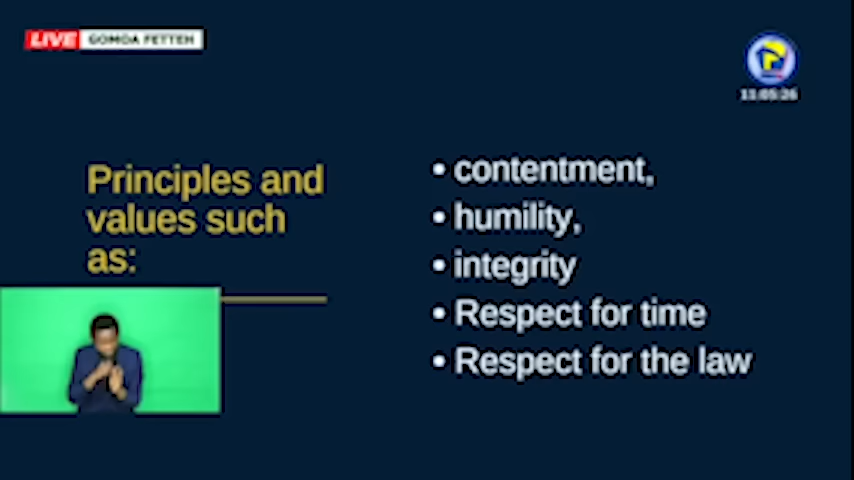 LIVE GOMOA FETTEH
11:05:26
Principles and
values such
as:
• contentment,
• humility,
• integrity
• Respect for time
• Respect for the law